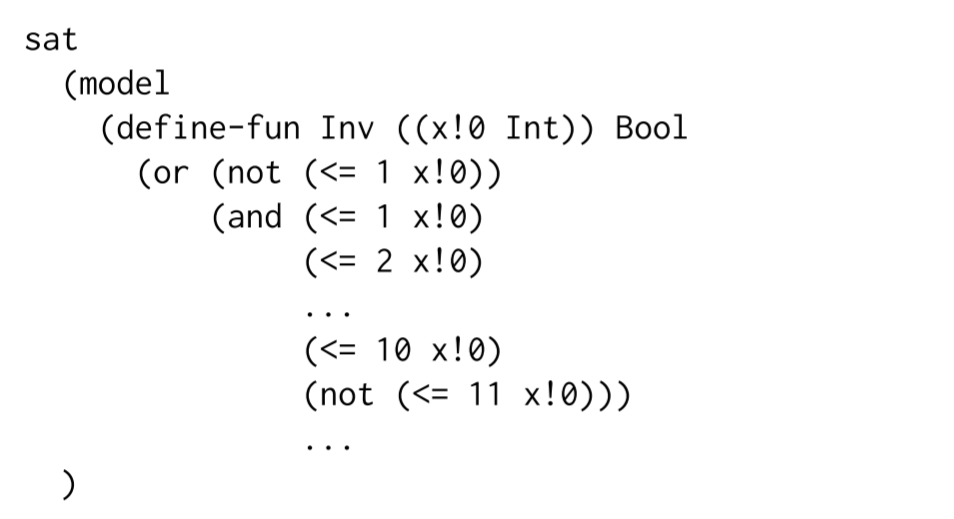 sat
(model
(define-fun Inv ((x!0 Int)) Bool
(or (not (<= 1 x!0))
(and (<= 1 x!0)
(<= 2 x!0)
...
(<= 10 x!0)
(not (<= 11 x!0)))
...
)